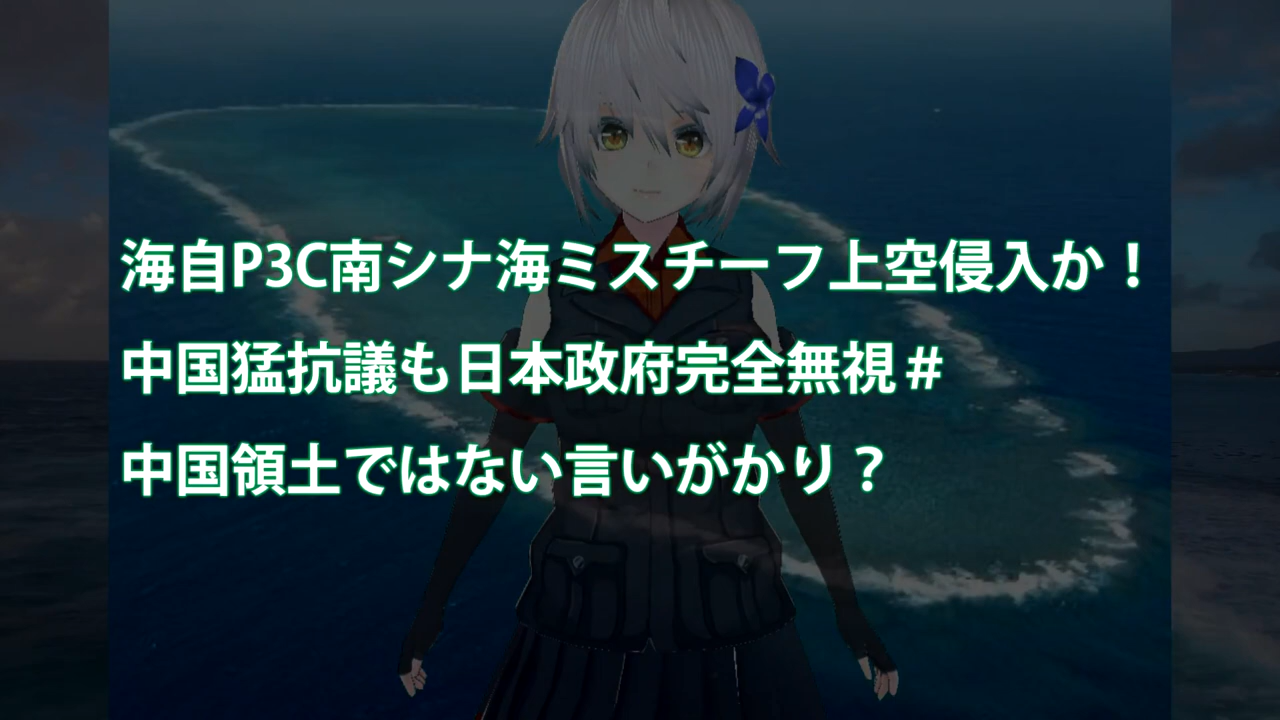 海自P3C南シナ海ミスチーフ上空侵入か！
中国猛抗議も日本政府完全無視＃
中国領土ではない言いがかり？